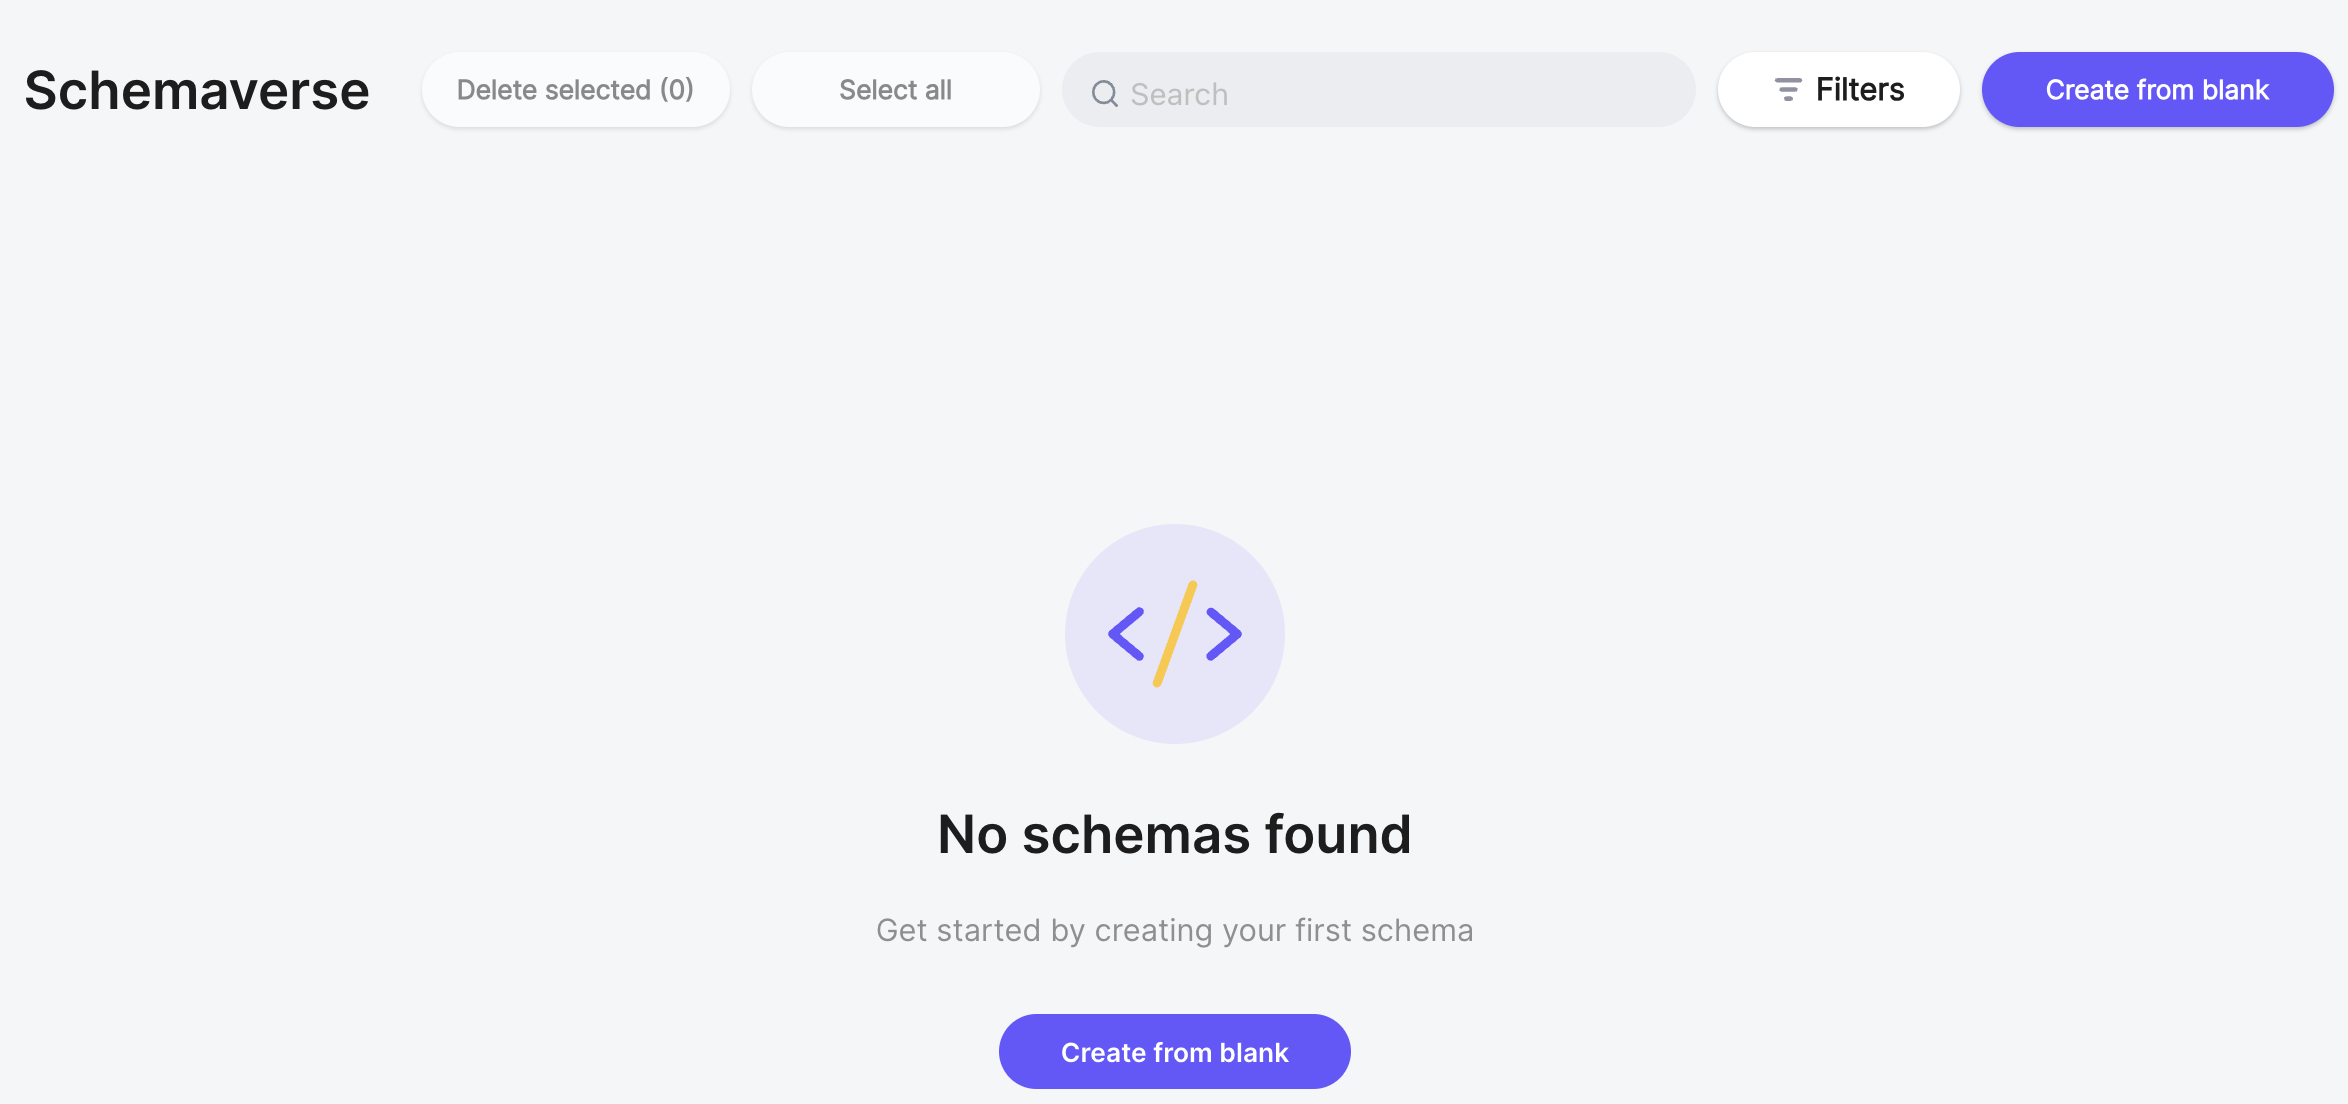 Schemaverse
Delete selected (0)
Select all
Search
Filters
Create from blank
No schemas found
Get started by creating your first schema
Create from blank